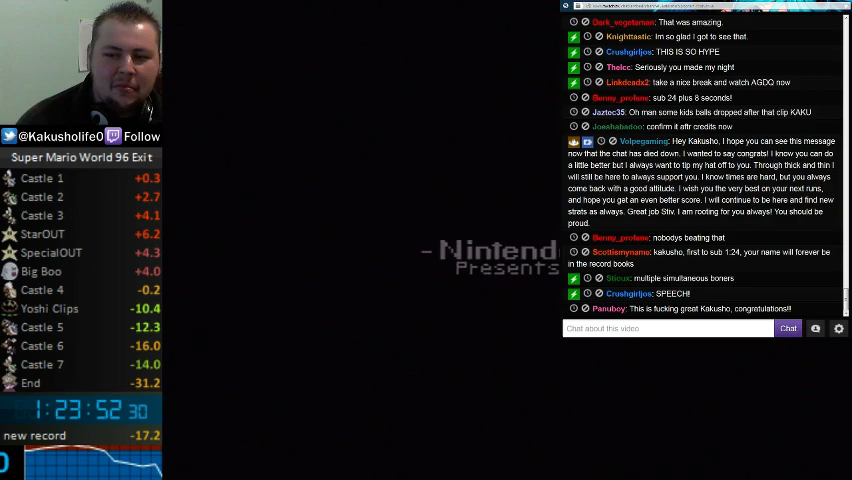 @Kakusholife0 Follow
Super Mario World 96 Exit
Castle 1 +0.3
Castle 2 +2.7
Castle 3 +4.1
StarOUT +6.2
SpecialOUT +4.3
Big Boo +4.0
Castle 4 -0.2
Yoshi Clips -10.4
Castle 5 -12.3
Castle 6 -16.0
Castle 7 -14.0
End -31.2
1:23:52 30
new record -17.2
0
- Nintendo
Presents
Dark_vegetaman: That was amazing.
Knighttastic: Im so glad I got to see that.
Crushgirljos: THIS IS SO HYPE
Thelcc: Seriously you made my night
Linkdeadx2: take a nice break and watch AGDQ now
Benny_profane: sub 24 plus 8 seconds!
Jaztec35: Oh man some kids balls dropped after that clip KAKU
Joeshabadoo: confirm it aftr credits now
Volpegaming: Hey Kakusho, I hope you can see this message
now that the chat has died down, I wanted to say congrats! I know you can do
a little better but I always want to tip my hat off to you. Through thick and thin I
will still be here to always support you. I know times are hard, but you always
come back with a good attitude. I wish you the very best on your next runs,
and hope you get an even better score. I will continue to be here and find new
strats as always. Great job Stiv. I am rooting for you always! You should be
proud.
Benny_profane: nobodys beating that
Scottismyname: kakusho, first to sub 1:24, your name will forever be
in the record books
Stioux: multiple simultaneous boners
Crushgirljos: SPEECH!
Panuboy: This is fucking great Kakusho, congratulations!!!
Chat about this video Chat